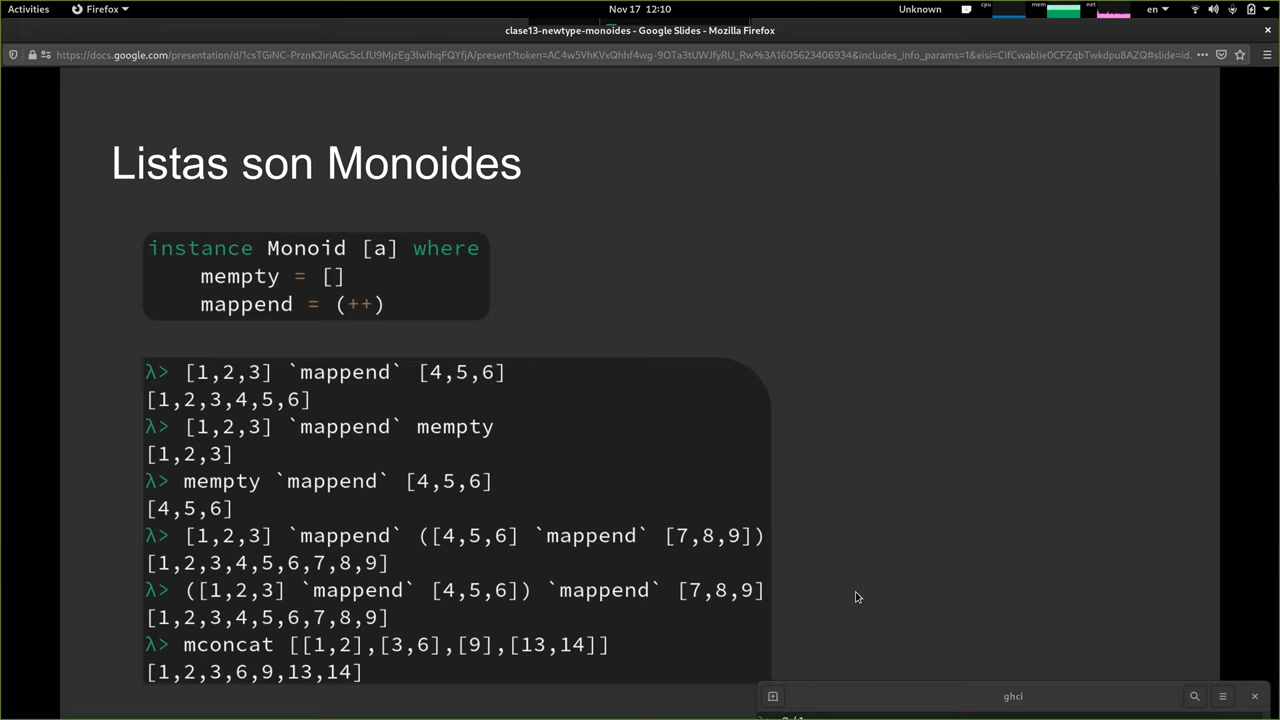 Activities Firefox Nov 17 12:10 Unknown cpu mem net en
clase13-newtype-monoides - Google Slides - Mozilla Firefox
Listas son Monoides
instance Monoid [a] where
mempty = []
mappend = (++)
λ> [1,2,3] `mappend` [4,5,6]
[1,2,3,4,5,6]
λ> [1,2,3] `mappend` mempty
[1,2,3]
λ> mempty `mappend` [4,5,6]
[4,5,6]
λ> [1,2,3] `mappend` ([4,5,6] `mappend` [7,8,9])
[1,2,3,4,5,6,7,8,9]
λ> ([1,2,3] `mappend` [4,5,6]) `mappend` [7,8,9]
[1,2,3,4,5,6,7,8,9]
λ> mconcat [[1,2],[3,6],[9],[13,14]]
[1,2,3,6,9,13,14]
ghci